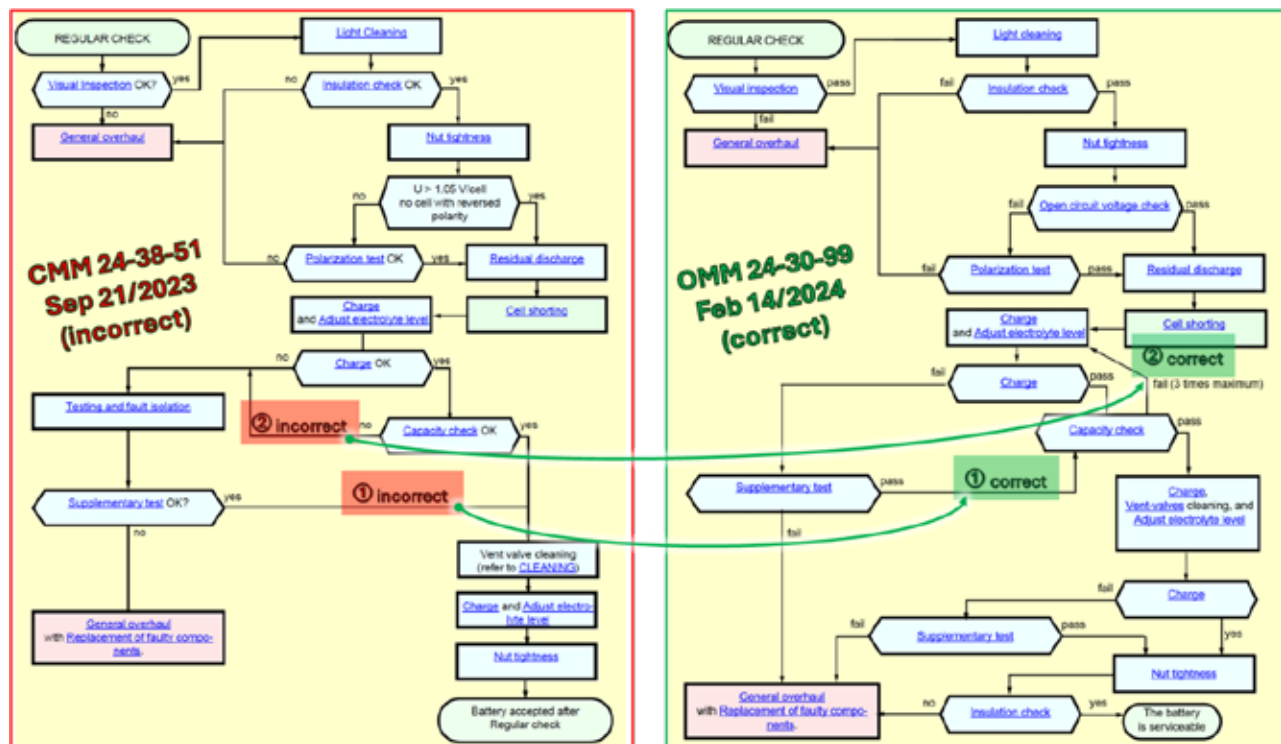 REGULAR CHECK
Light Cleaning
Visual Inspection OK?
yes
no
Insulation check OK
yes
no
General overhaul
Nut tightness
U > 1.05 V/cell
no cell with reversed
polarity
no
yes
CMM 24-38-51
Sep 21/2023
(incorrect)
no
Polarization test OK
yes
Residual discharge
Charge
and Adjust electrolyte level
Cell shorting
no
Charge OK
yes
Testing and fault isolation
② incorrect
no
Capacity check OK
yes
① incorrect
Supplementary test OK?
yes
no
Vent valve cleaning
(refer to CLEANING)
Charge and Adjust electro-
lyte level
General overhaul
with Replacement of faulty compo-
nents.
Nut tightness
Battery accepted after
Regular check
REGULAR CHECK
Light cleaning
Visual inspection
pass
fail
fail
Insulation check
pass
General overhaul
Nut tightness
fail
Open circuit voltage check
pass
OMM 24-30-99
Feb 14/2024
(correct)
fail
Polarization test
pass
Residual discharge
Charge
and Adjust electrolyte level
Cell shorting
② correct
fail
Charge
pass
fail (3 times maximum)
Capacity check
pass
① correct
Supplementary test
pass
fail
Charge,
Vent-valves cleaning, and
Adjust electrolyte level
fail
Charge
yes
fail
Supplementary test
pass
Nut tightness
General overhaul
with Replacement of faulty compo-
nents.
no
Insulation check
yes
The battery
is serviceable